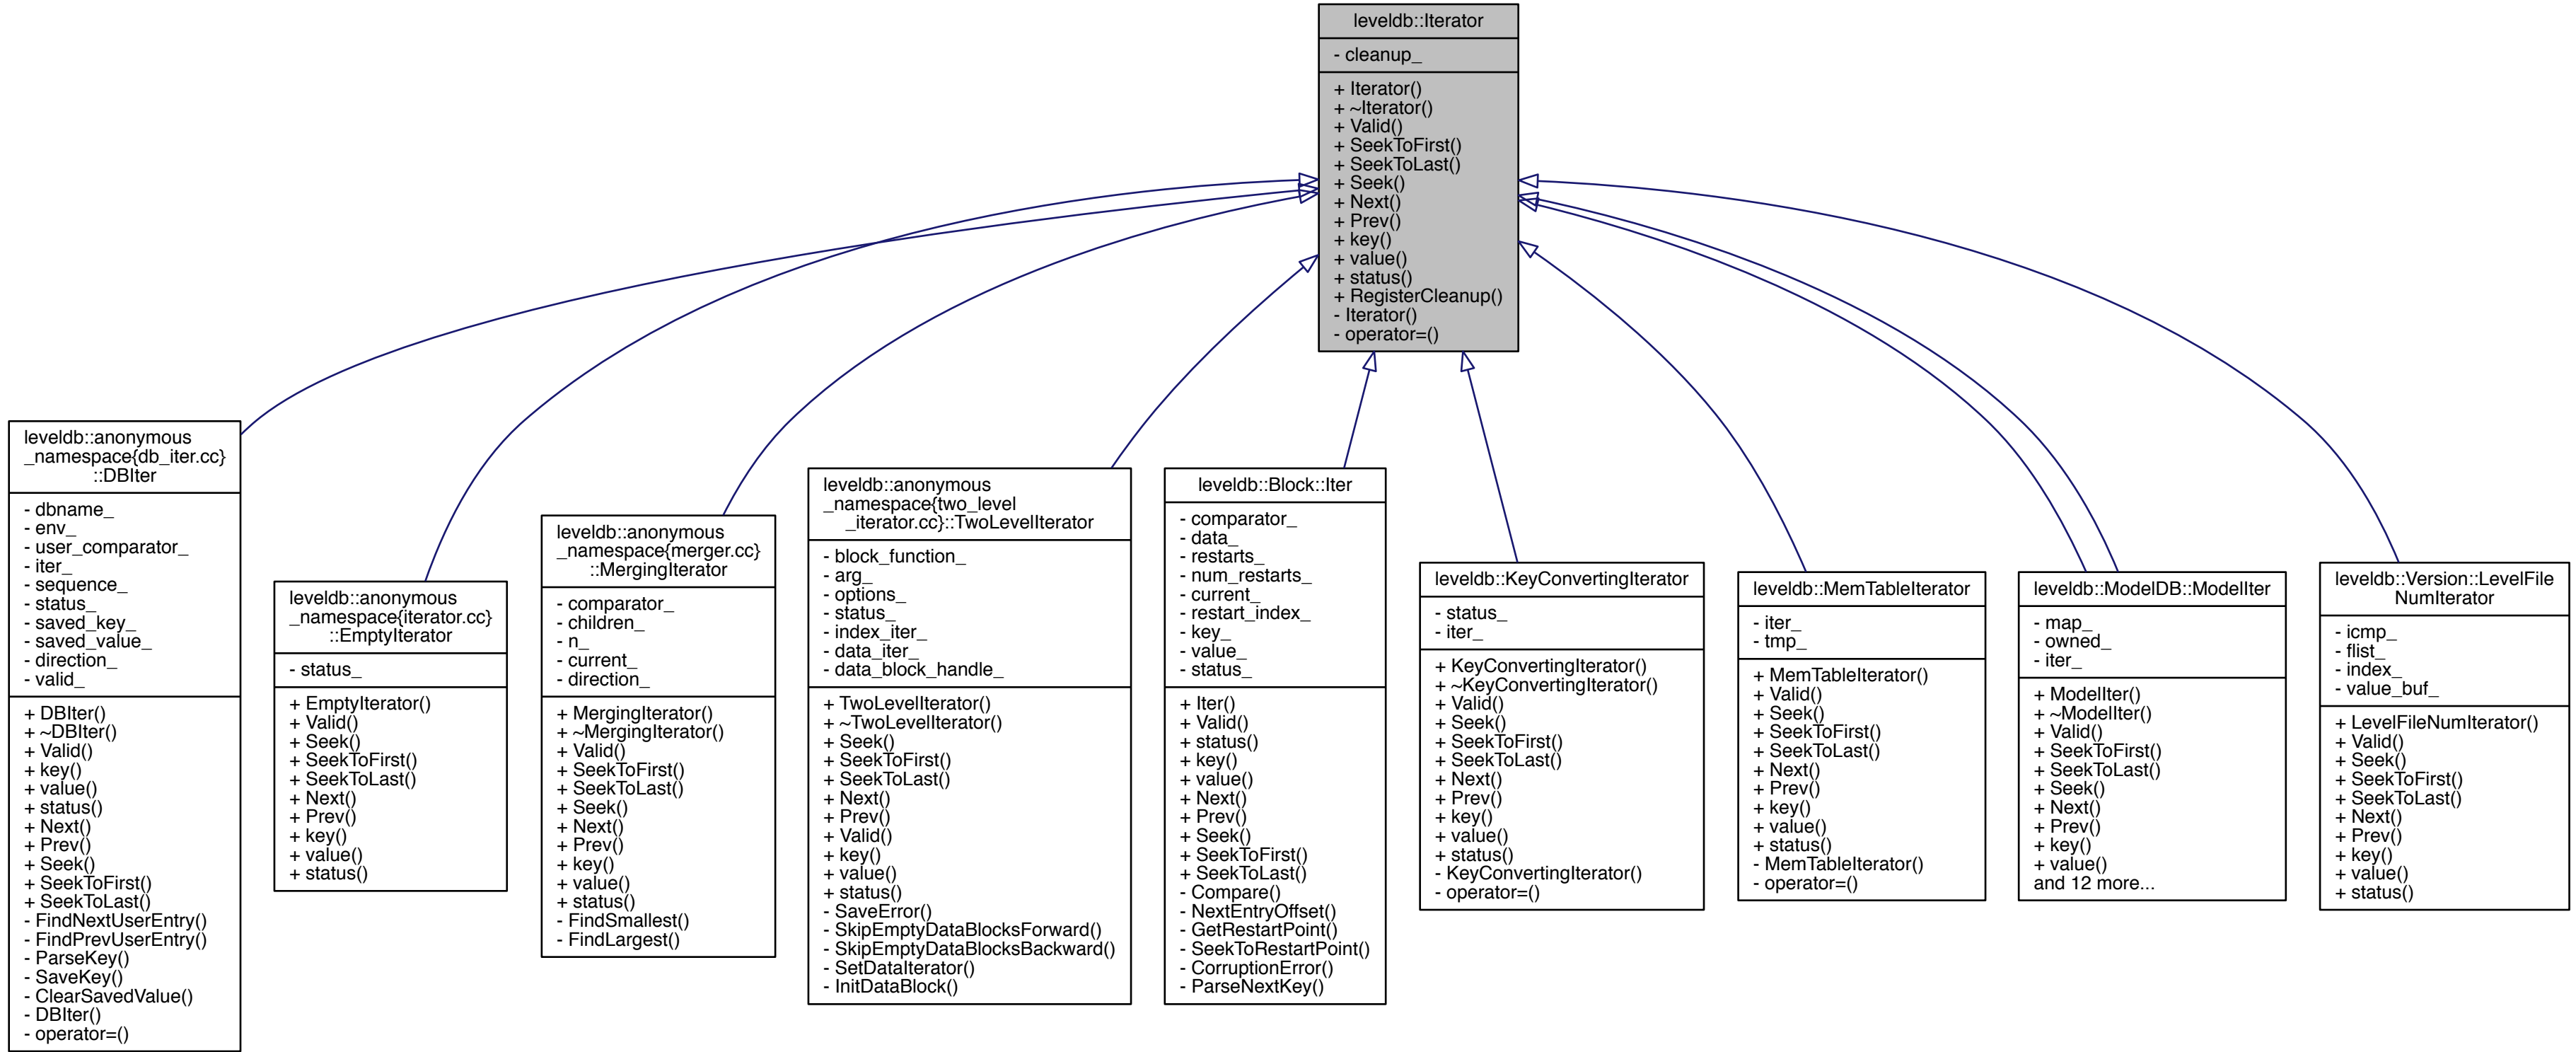 leveldb::Iterator
- cleanup_
+ Iterator()
+ ~Iterator()
+ Valid()
+ SeekToFirst()
+ SeekToLast()
+ Seek()
+ Next()
+ Prev()
+ key()
+ value()
+ status()
+ RegisterCleanup()
- Iterator()
- operator=()
leveldb::anonymous
_namespace{db_iter.cc}
::DBIter
- dbname_
- env_
- user_comparator_
- iter_
- sequence_
- status_
- saved_key_
- saved_value_
- direction_
- valid_
+ DBIter()
+ ~DBIter()
+ Valid()
+ key()
+ value()
+ status()
+ Next()
+ Prev()
+ Seek()
+ SeekToFirst()
+ SeekToLast()
- FindNextUserEntry()
- FindPrevUserEntry()
- ParseKey()
- SaveKey()
- ClearSavedValue()
- DBIter()
- operator=()
leveldb::anonymous
_namespace{iterator.cc}
::EmptyIterator
- status_
+ EmptyIterator()
+ Valid()
+ Seek()
+ SeekToFirst()
+ SeekToLast()
+ Next()
+ Prev()
+ key()
+ value()
+ status()
leveldb::anonymous
_namespace{merger.cc}
::MergingIterator
- comparator_
- children_
- n_
- current_
- direction_
+ MergingIterator()
+ ~MergingIterator()
+ Valid()
+ SeekToFirst()
+ SeekToLast()
+ Seek()
+ Next()
+ Prev()
+ key()
+ value()
+ status()
- FindSmallest()
- FindLargest()
leveldb::anonymous
_namespace{two_level
_iterator.cc}::TwoLevelIterator
- block_function_
- arg_
- options_
- status_
- index_iter_
- data_iter_
- data_block_handle_
+ TwoLevelIterator()
+ ~TwoLevelIterator()
+ Seek()
+ SeekToFirst()
+ SeekToLast()
+ Next()
+ Prev()
+ Valid()
+ key()
+ value()
+ status()
- SaveError()
- SkipEmptyDataBlocksForward()
- SkipEmptyDataBlocksBackward()
- SetDataIterator()
- InitDataBlock()
leveldb::Block::Iter
- comparator_
- data_
- restarts_
- num_restarts_
- current_
- restart_index_
- key_
- value_
- status_
+ Iter()
+ Valid()
+ status()
+ key()
+ value()
+ Next()
+ Prev()
+ Seek()
+ SeekToFirst()
+ SeekToLast()
- Compare()
- NextEntryOffset()
- GetRestartPoint()
- SeekToRestartPoint()
- CorruptionError()
- ParseNextKey()
leveldb::KeyConvertingIterator
- status_
- iter_
+ KeyConvertingIterator()
+ ~KeyConvertingIterator()
+ Valid()
+ Seek()
+ SeekToFirst()
+ SeekToLast()
+ Next()
+ Prev()
+ key()
+ value()
+ status()
- KeyConvertingIterator()
- operator=()
leveldb::MemTableIterator
- iter_
- tmp_
+ MemTableIterator()
+ Valid()
+ Seek()
+ SeekToFirst()
+ SeekToLast()
+ Next()
+ Prev()
+ key()
+ value()
+ status()
- MemTableIterator()
- operator=()
leveldb::ModelDB::ModelIter
- map_
- owned_
- iter_
+ ModelIter()
+ ~ModelIter()
+ Valid()
+ SeekToFirst()
+ SeekToLast()
+ Seek()
+ Next()
+ Prev()
+ key()
+ value()
and 12 more...
leveldb::Version::LevelFile
NumIterator
- icmp_
- flist_
- index_
- value_buf_
+ LevelFileNumIterator()
+ Valid()
+ Seek()
+ SeekToFirst()
+ SeekToLast()
+ Next()
+ Prev()
+ key()
+ value()
+ status()